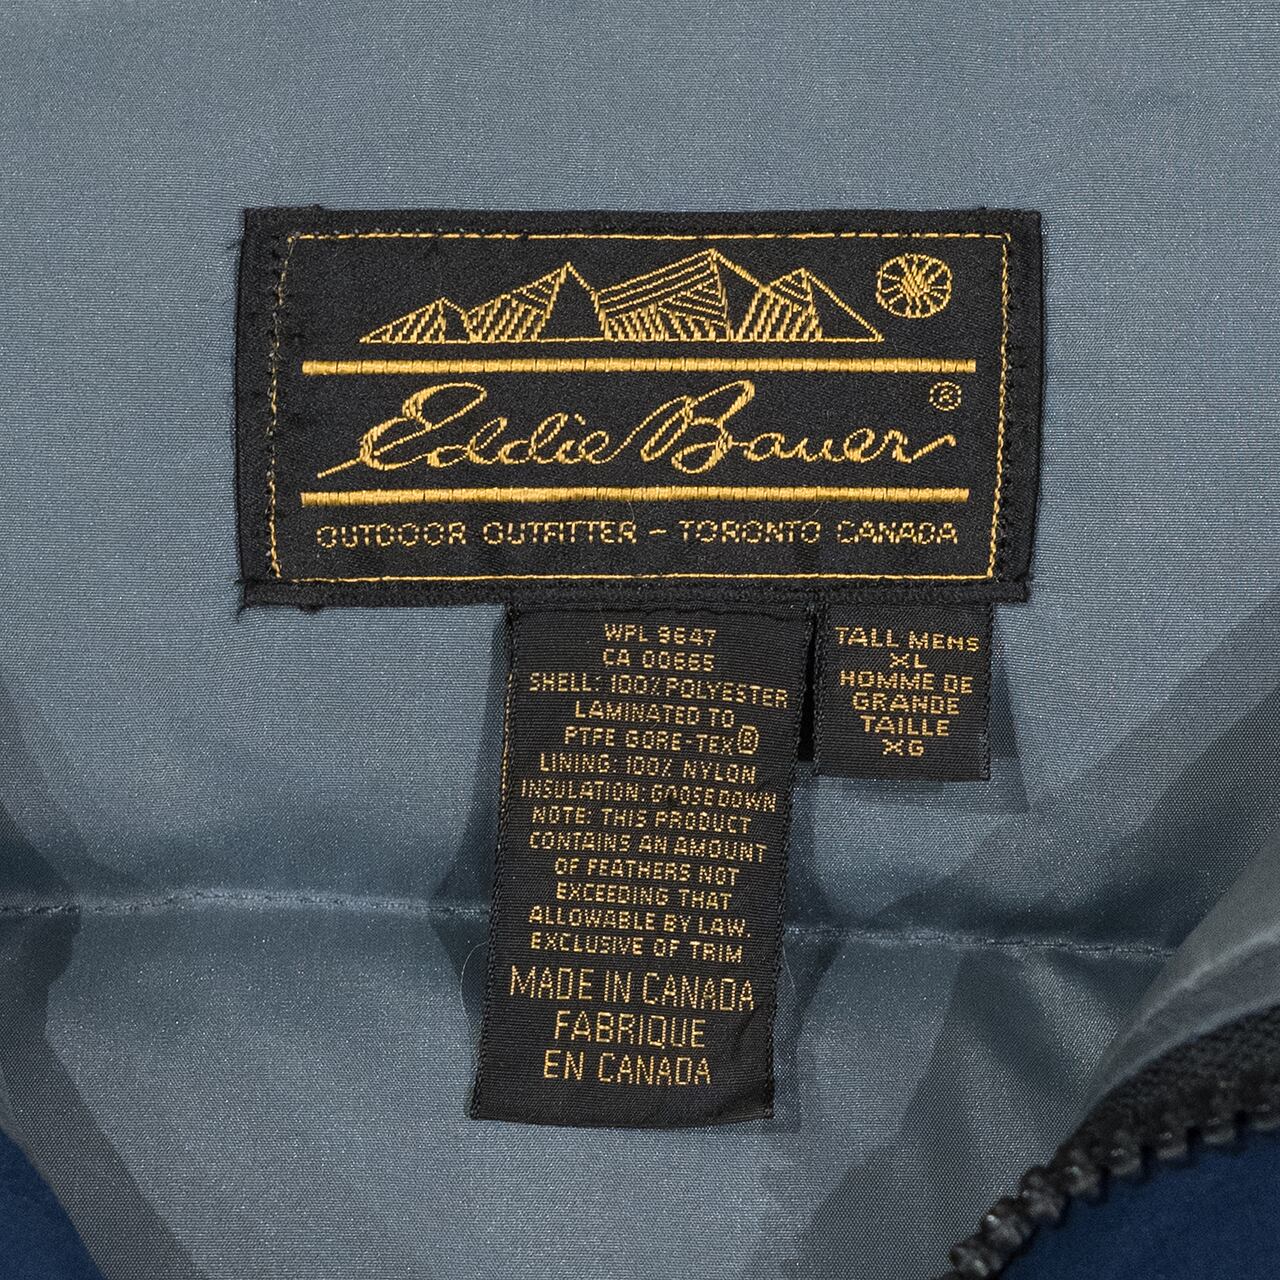 Eddie Bauer ®
OUTDOOR OUTFITTER – TORONTO CANADA
WPL 9647
CA 00665
SHELL: 100% POLYESTER
LAMINATED TO
PTFE GORE-TEX®
LINING: 100% NYLON
INSULATION: GOOSE DOWN
NOTE: THIS PRODUCT
CONTAINS AN AMOUNT
OF FEATHERS NOT
EXCEEDING THAT
ALLOWABLE BY LAW.
EXCLUSIVE OF TRIM
MADE IN CANADA
FABRIQUE
EN CANADA
TALL MENS
XL
HOMME DE
GRANDE
TAILLE
XG